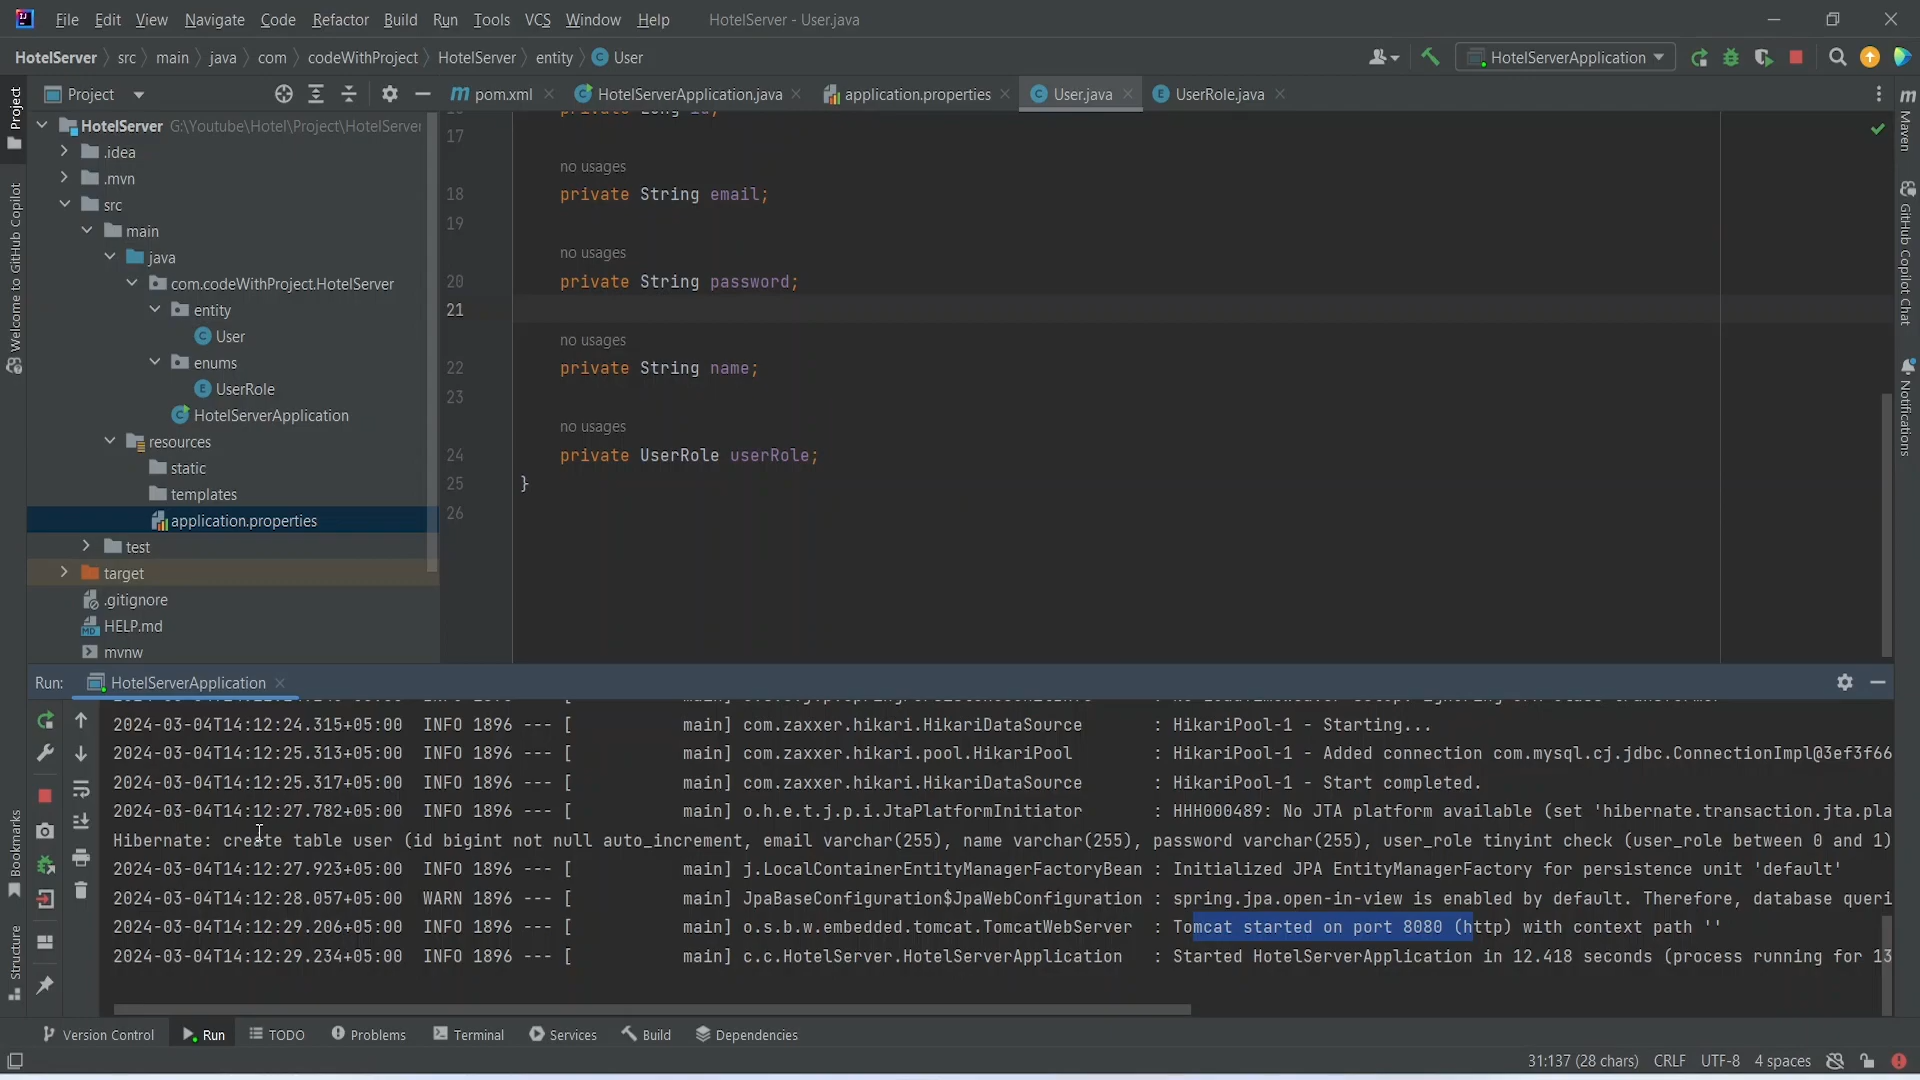 File Edit View Navigate Code Refactor Build Run Tools VCS Window Help HotelServer - User.java
HotelServer src main java com codeWithProject HotelServer entity User
HotelServerApplication
Project
pom.xml HotelServerApplication.java application.properties User.java UserRole.java
HotelServer G:\Youtube\Hotel\Project\HotelServer
.idea
.mvn
src
main
java
com.codeWithProject.HotelServer
entity
User
enums
UserRole
HotelServerApplication
resources
static
templates
application.properties
test
target
.gitignore
HELP.md
mvnw
17
no usages
18 private String email;
19
no usages
20 private String password;
21
no usages
22 private String name;
23
no usages
24 private UserRole userRole;
25 }
26
Project
Welcome to GitHub Copilot
Bookmarks
Structure
Maven
GitHub Copilot Chat
Notifications
Run: HotelServerApplication
2024-03-04T14:12:24.315+05:00 INFO 1896 --- [ main] com.zaxxer.hikari.HikariDataSource : HikariPool-1 - Starting...
2024-03-04T14:12:25.313+05:00 INFO 1896 --- [ main] com.zaxxer.hikari.pool.HikariPool : HikariPool-1 - Added connection com.mysql.cj.jdbc.ConnectionImpl@3ef3f66
2024-03-04T14:12:25.317+05:00 INFO 1896 --- [ main] com.zaxxer.hikari.HikariDataSource : HikariPool-1 - Start completed.
2024-03-04T14:12:27.782+05:00 INFO 1896 --- [ main] o.h.e.t.j.p.i.JtaPlatformInitiator : HHH000489: No JTA platform available (set 'hibernate.transaction.jta.pla
Hibernate: create table user (id bigint not null auto_increment, email varchar(255), name varchar(255), password varchar(255), user_role tinyint check (user_role between 0 and 1)
2024-03-04T14:12:27.923+05:00 INFO 1896 --- [ main] j.LocalContainerEntityManagerFactoryBean : Initialized JPA EntityManagerFactory for persistence unit 'default'
2024-03-04T14:12:28.057+05:00 WARN 1896 --- [ main] JpaBaseConfiguration$JpaWebConfiguration : spring.jpa.open-in-view is enabled by default. Therefore, database queri
2024-03-04T14:12:29.206+05:00 INFO 1896 --- [ main] o.s.b.w.embedded.tomcat.TomcatWebServer : Tomcat started on port 8080 (http) with context path ''
2024-03-04T14:12:29.234+05:00 INFO 1896 --- [ main] c.c.HotelServer.HotelServerApplication : Started HotelServerApplication in 12.418 seconds (process running for 13
Version Control Run TODO Problems Terminal Services Build Dependencies
31:137 (28 chars) CRLF UTF-8 4 spaces